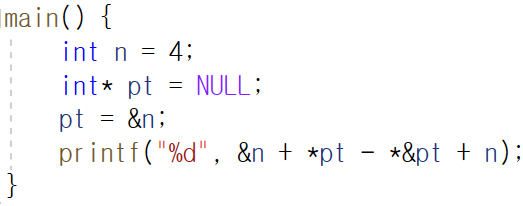 main() {
    int n = 4;
    int* pt = NULL;
    pt = &n;
    printf("%d", &n + *pt - *&pt + n);
}